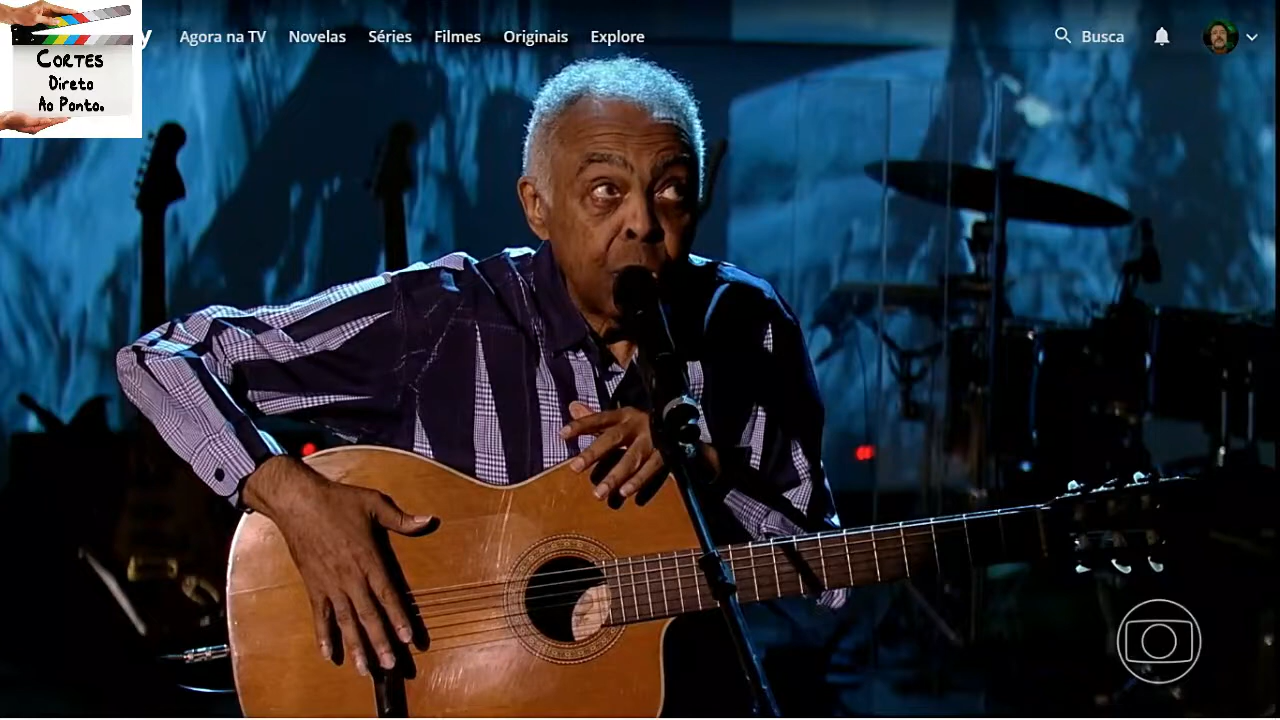 CORTES
Direto
Ao Ponto.
y
Agora na TV Novelas Séries Filmes Originais Explore
Busca